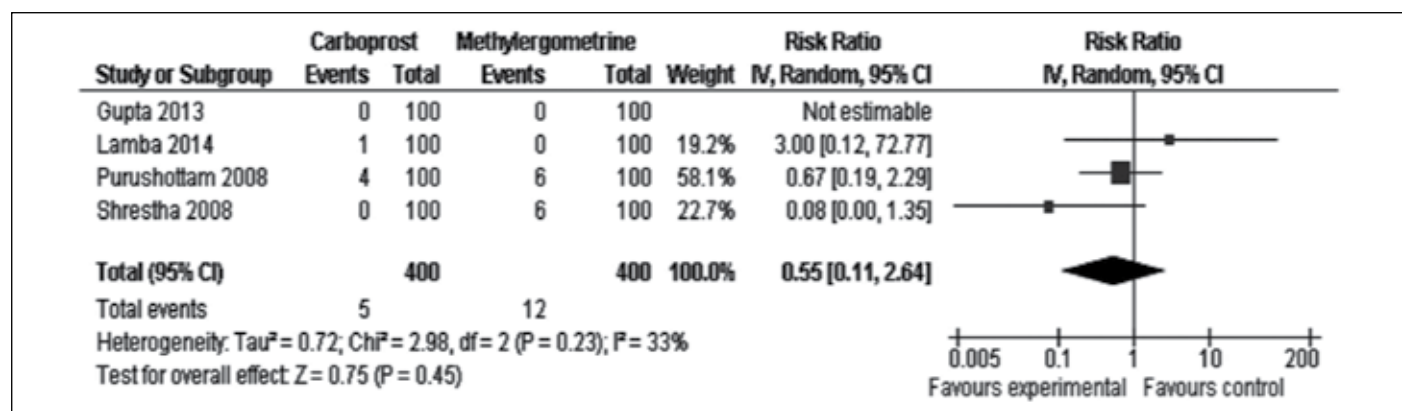 Carboprost Methylergometrine Risk Ratio Risk Ratio
Study or Subgroup Events Total Events Total Weight IV, Random, 95% CI IV, Random, 95% CI
Gupta 2013 0 100 0 100 Not estimable
Lamba 2014 1 100 0 100 19.2% 3.00 [0.12, 72.77]
Purushottam 2008 4 100 6 100 58.1% 0.67 [0.19, 2.29]
Shrestha 2008 0 100 6 100 22.7% 0.08 [0.00, 1.35]
Total (95% CI) 400 400 100.0% 0.55 [0.11, 2.64]
Total events 5 12
Heterogeneity: Tau² = 0.72; Chi² = 2.98, df = 2 (P = 0.23); I² = 33%
Test for overall effect: Z = 0.75 (P = 0.45)
0.005 0.1 1 10 200
Favours experimental Favours control